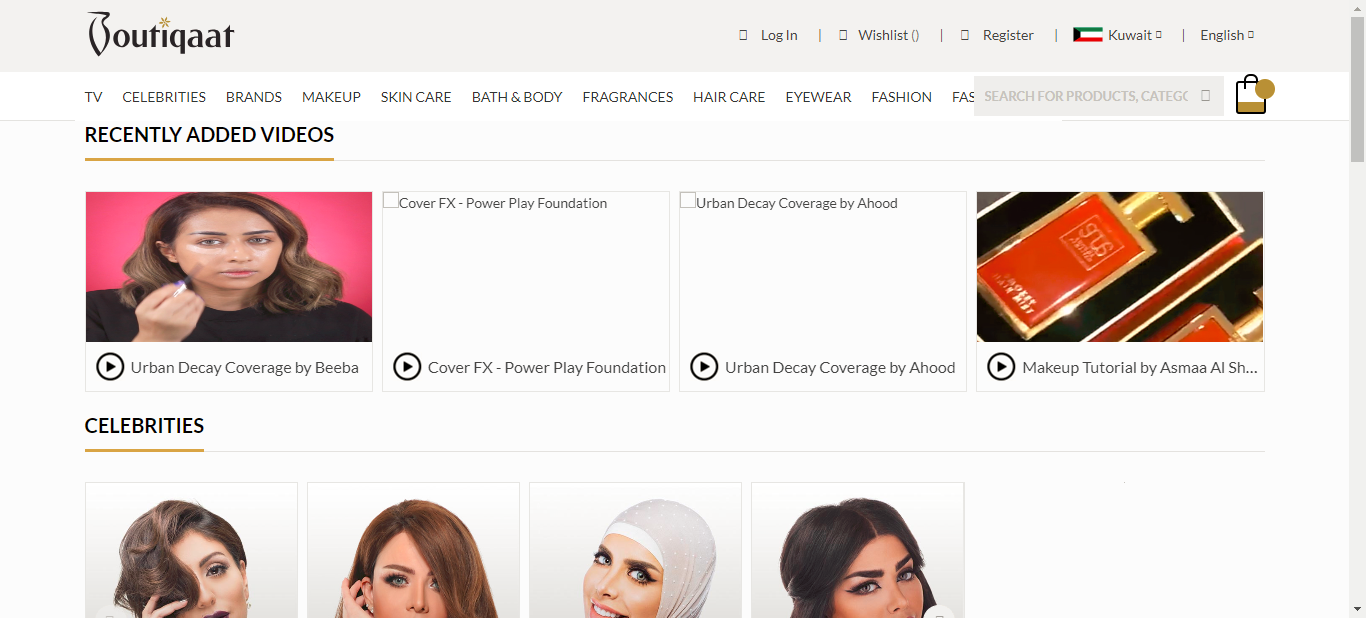 Boutiqaat
Log In | Wishlist () | Register | Kuwait | English
TV CELEBRITIES BRANDS MAKEUP SKIN CARE BATH & BODY FRAGRANCES HAIR CARE EYEWEAR FASHION FAS
SEARCH FOR PRODUCTS, CATEGO
RECENTLY ADDED VIDEOS
Cover FX - Power Play Foundation
Urban Decay Coverage by Ahood
Urban Decay Coverage by Beeba
Cover FX - Power Play Foundation
Urban Decay Coverage by Ahood
Makeup Tutorial by Asmaa Al Sh...
CELEBRITIES